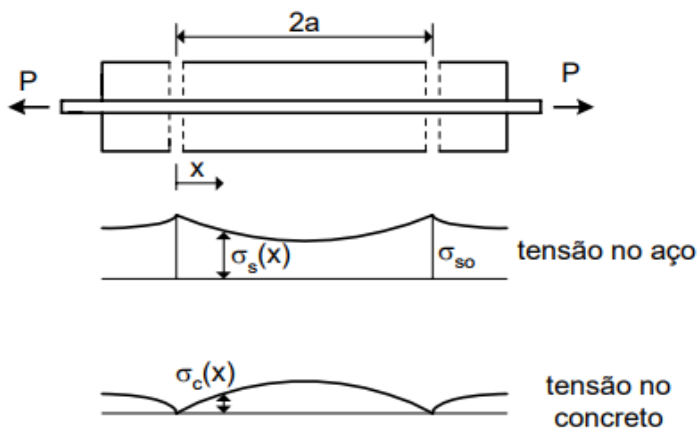 2a
P
P
x
σs(x)
σso
tensão no aço
σc(x)
tensão no
concreto